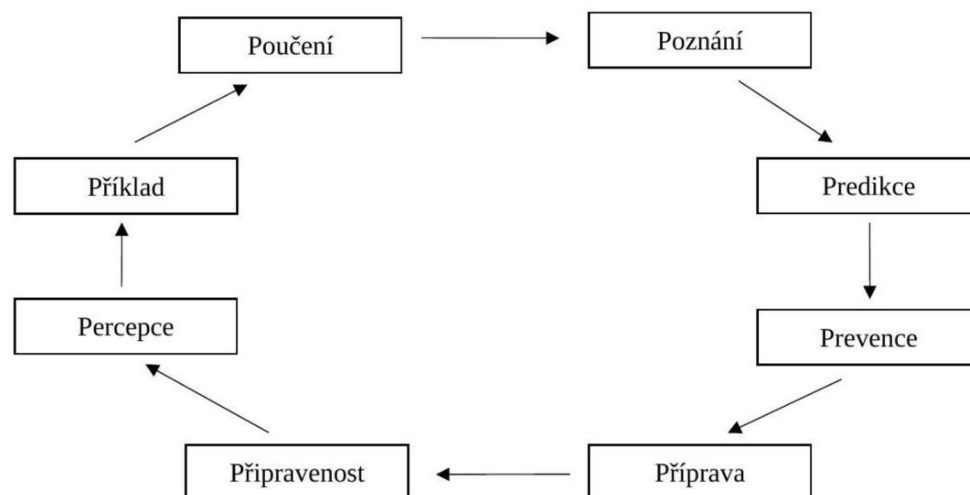 Poučení
Poznání
Příklad
Predikce
Percepce
Prevence
Připravenost
Příprava